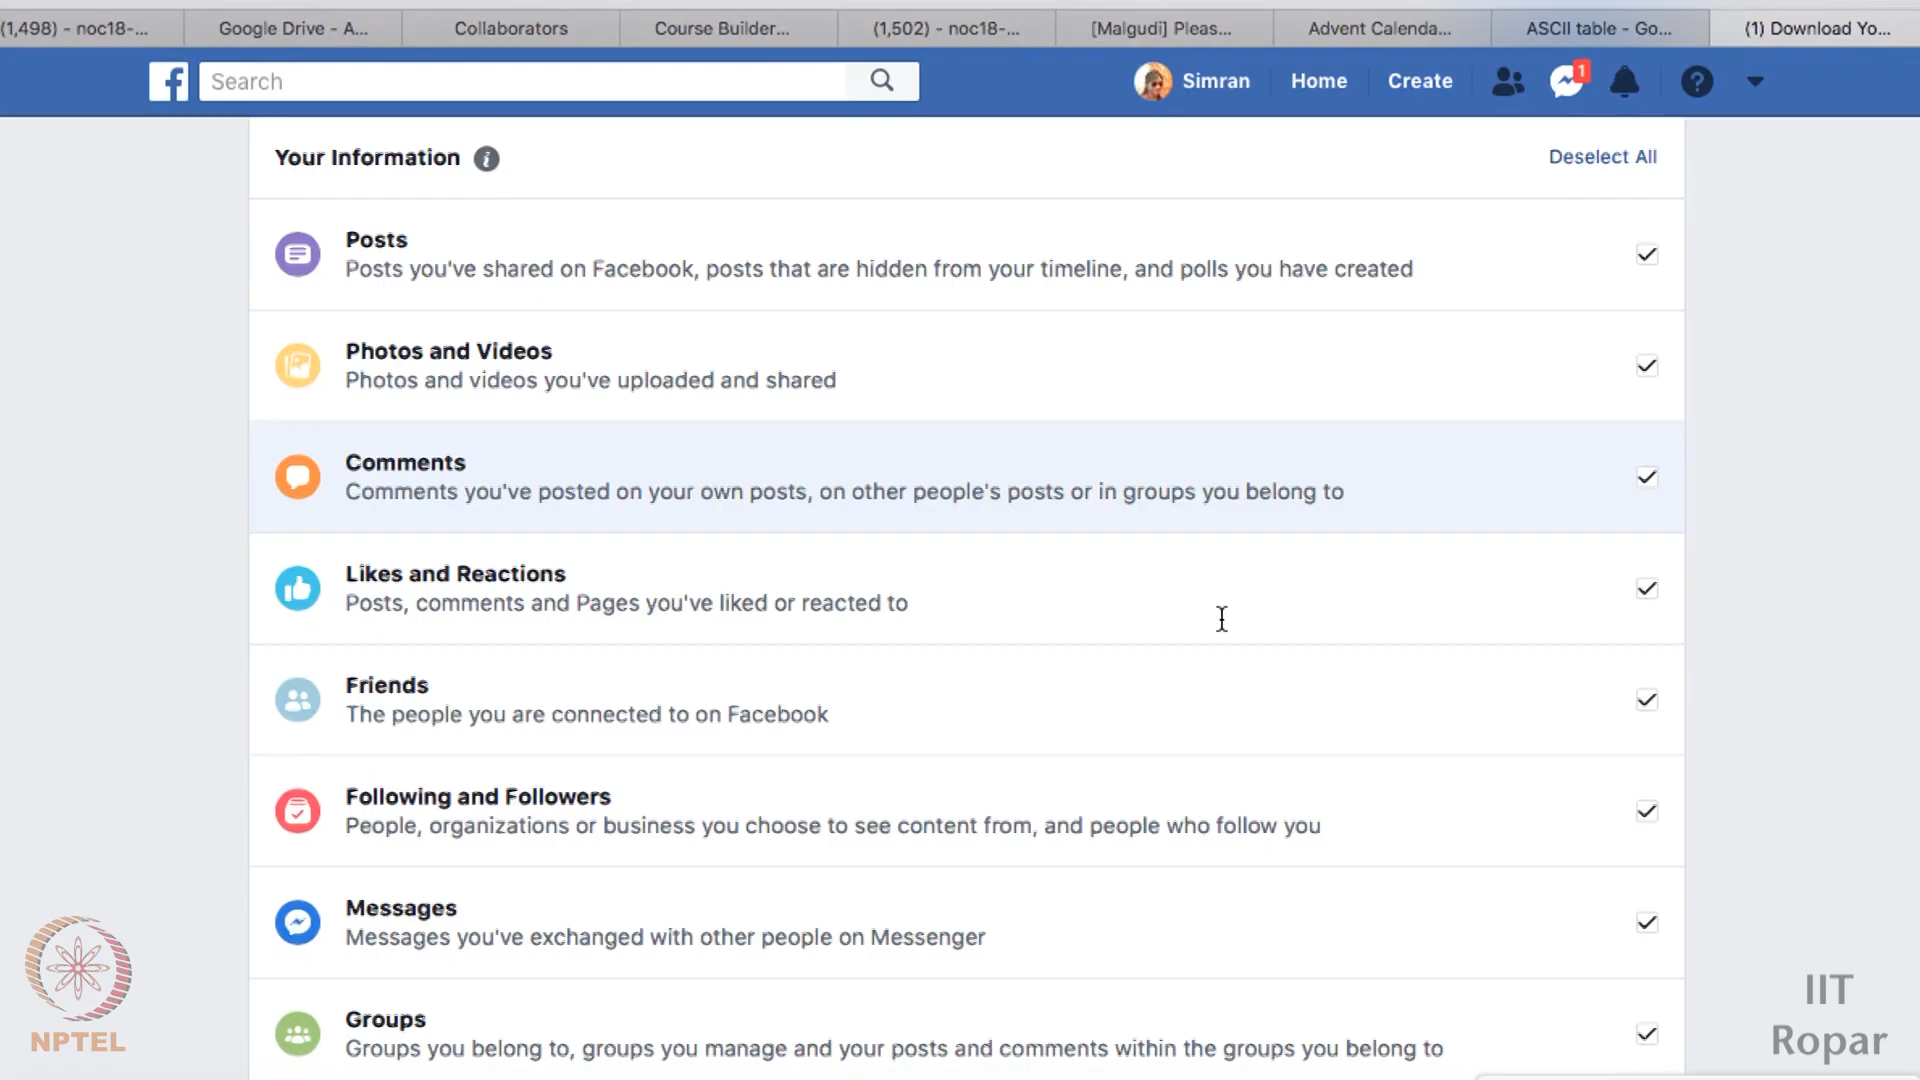 (1,498) - noc18-...
Google Drive - A...
Collaborators
Course Builder...
(1,502) - noc18-...
[Malgudi] Pleas...
Advent Calenda...
ASCII table - Go...
(1) Download Yo...
Search
Simran
Home
Create
1
Your Information
Deselect All
Posts
Posts you've shared on Facebook, posts that are hidden from your timeline, and polls you have created
Photos and Videos
Photos and videos you've uploaded and shared
Comments
Comments you've posted on your own posts, on other people's posts or in groups you belong to
Likes and Reactions
Posts, comments and Pages you've liked or reacted to
Friends
The people you are connected to on Facebook
Following and Followers
People, organizations or business you choose to see content from, and people who follow you
Messages
Messages you've exchanged with other people on Messenger
Groups
Groups you belong to, groups you manage and your posts and comments within the groups you belong to
NPTEL
IIT
Ropar